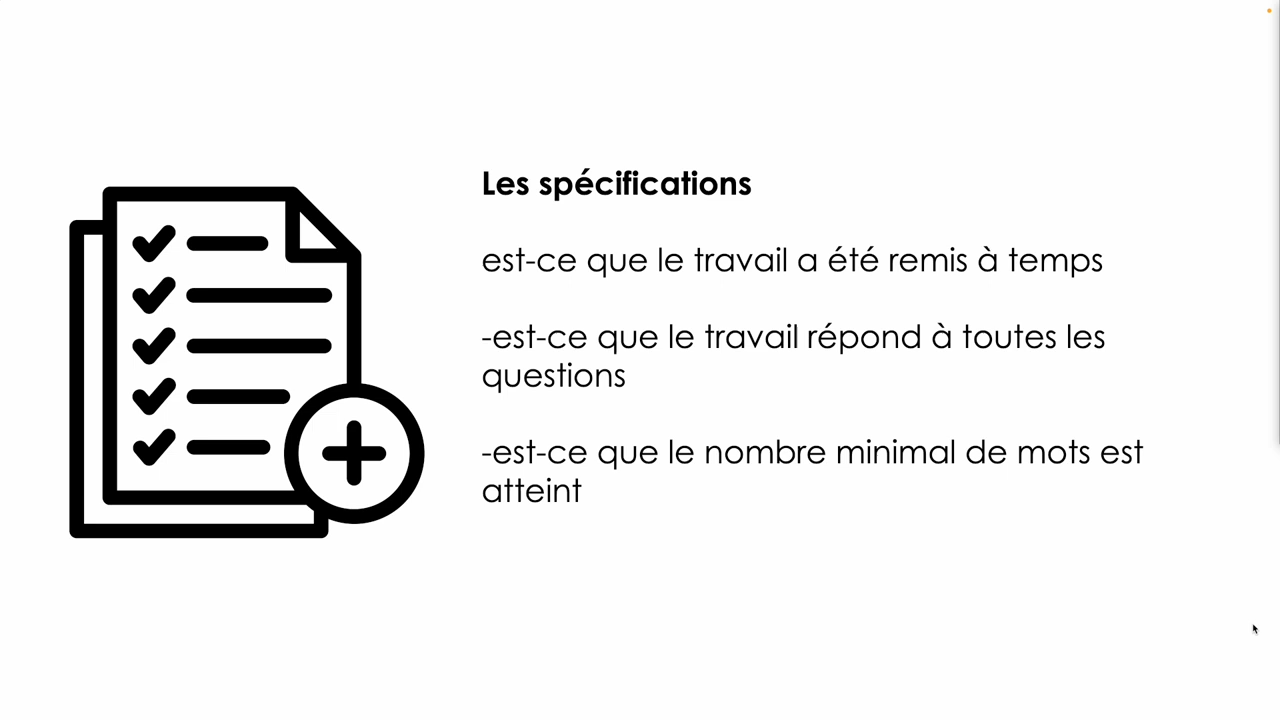 Les spécifications
est-ce que le travail a été remis à temps
-est-ce que le travail répond à toutes les
questions
-est-ce que le nombre minimal de mots est
atteint